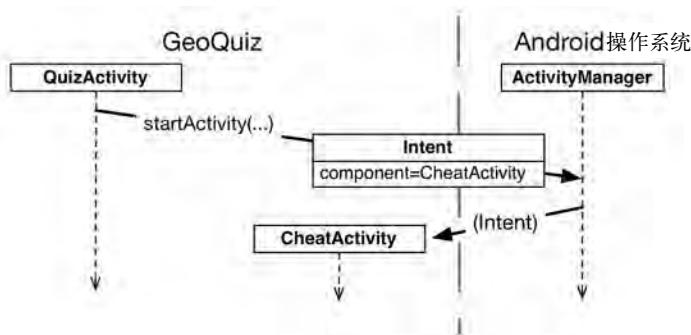 GeoQuiz
Android操作系统
QuizActivity
ActivityManager
startActivity(...)
Intent
component=CheatActivity
(Intent)
CheatActivity